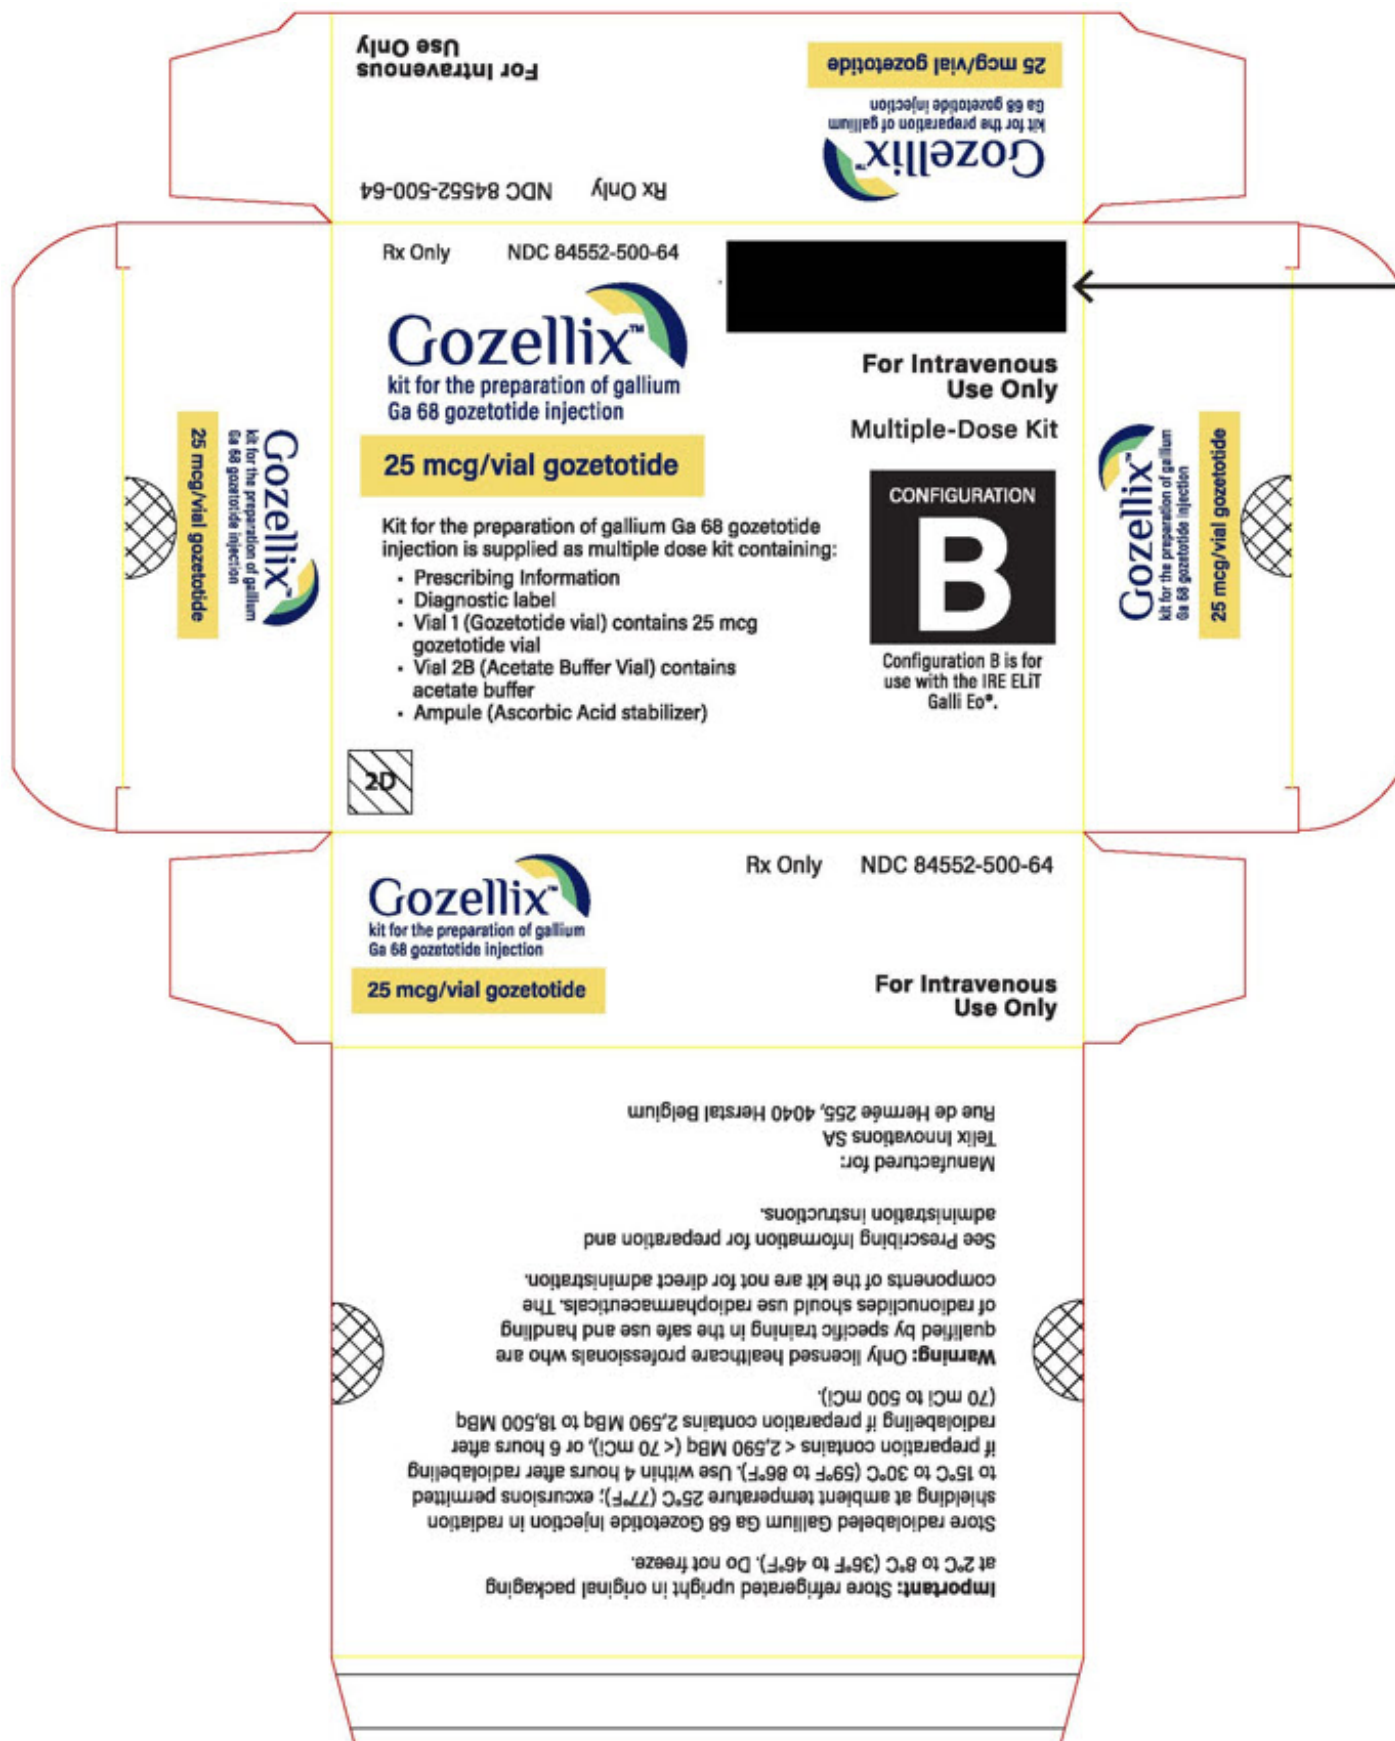 For Intravenous
Use Only
Rx Only NDC 84552-500-64
Gozellix™
kit for the preparation of gallium
Ga 68 gozetotide injection
25 mcg/vial gozetotide
Rx Only NDC 84552-500-64
Gozellix™
kit for the preparation of gallium
Ga 68 gozetotide injection
25 mcg/vial gozetotide
For Intravenous
Use Only
Multiple-Dose Kit
CONFIGURATION
B
Configuration B is for
use with the IRE ELiT
Galli Eo®.
Kit for the preparation of gallium Ga 68 gozetotide
injection is supplied as multiple dose kit containing:
• Prescribing Information
• Diagnostic label
• Vial 1 (Gozetotide vial) contains 25 mcg
gozetotide vial
• Vial 2B (Acetate Buffer Vial) contains
acetate buffer
• Ampule (Ascorbic Acid stabilizer)
2D
Gozellix™
kit for the preparation of gallium
Ga 68 gozetotide injection
25 mcg/vial gozetotide
Gozellix™
kit for the preparation of gallium
Ga 68 gozetotide injection
25 mcg/vial gozetotide
Gozellix™
kit for the preparation of gallium
Ga 68 gozetotide injection
25 mcg/vial gozetotide
Rx Only NDC 84552-500-64
For Intravenous
Use Only
Important: Store refrigerated upright in original packaging
at 2°C to 8°C (36°F to 46°F). Do not freeze.
Store radiolabeled Gallium Ga 68 Gozetotide Injection in radiation
shielding at ambient temperature 25°C (77°F); excursions permitted
to 15°C to 30°C (59°F to 86°F). Use within 4 hours after radiolabeling
if preparation contains < 2,590 MBq (< 70 mCi), or 6 hours after
radiolabeling if preparation contains 2,590 MBq to 18,500 MBq
(70 mCi to 500 mCi).
Warning: Only licensed healthcare professionals who are
qualified by specific training in the safe use and handling
of radionuclides should use radiopharmaceuticals. The
components of the kit are not for direct administration.
See Prescribing Information for preparation and
administration instructions.
Manufactured for:
Telix Innovations SA
Rue de Hermée 255, 4040 Herstal Belgium